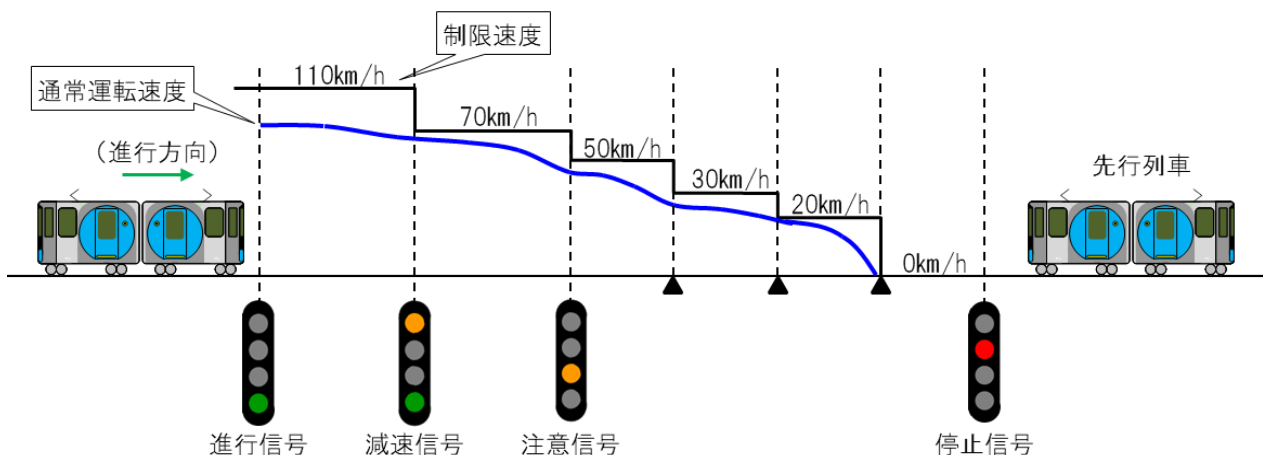 制限速度
通常運転速度
110km/h
70km/h
50km/h
30km/h
20km/h
0km/h
（進行方向）
先行列車
進行信号
減速信号
注意信号
停止信号